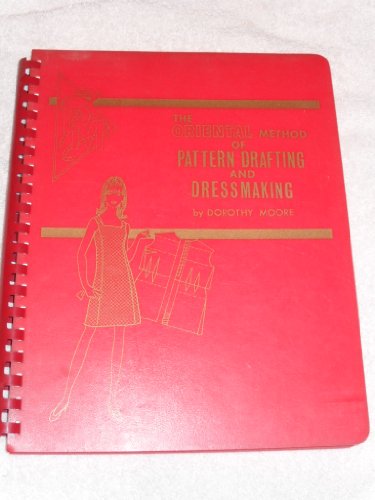 THE
ORIENTAL METHOD
OF
PATTERN DRAFTING
AND
DRESSMAKING
by DOROTHY MOORE